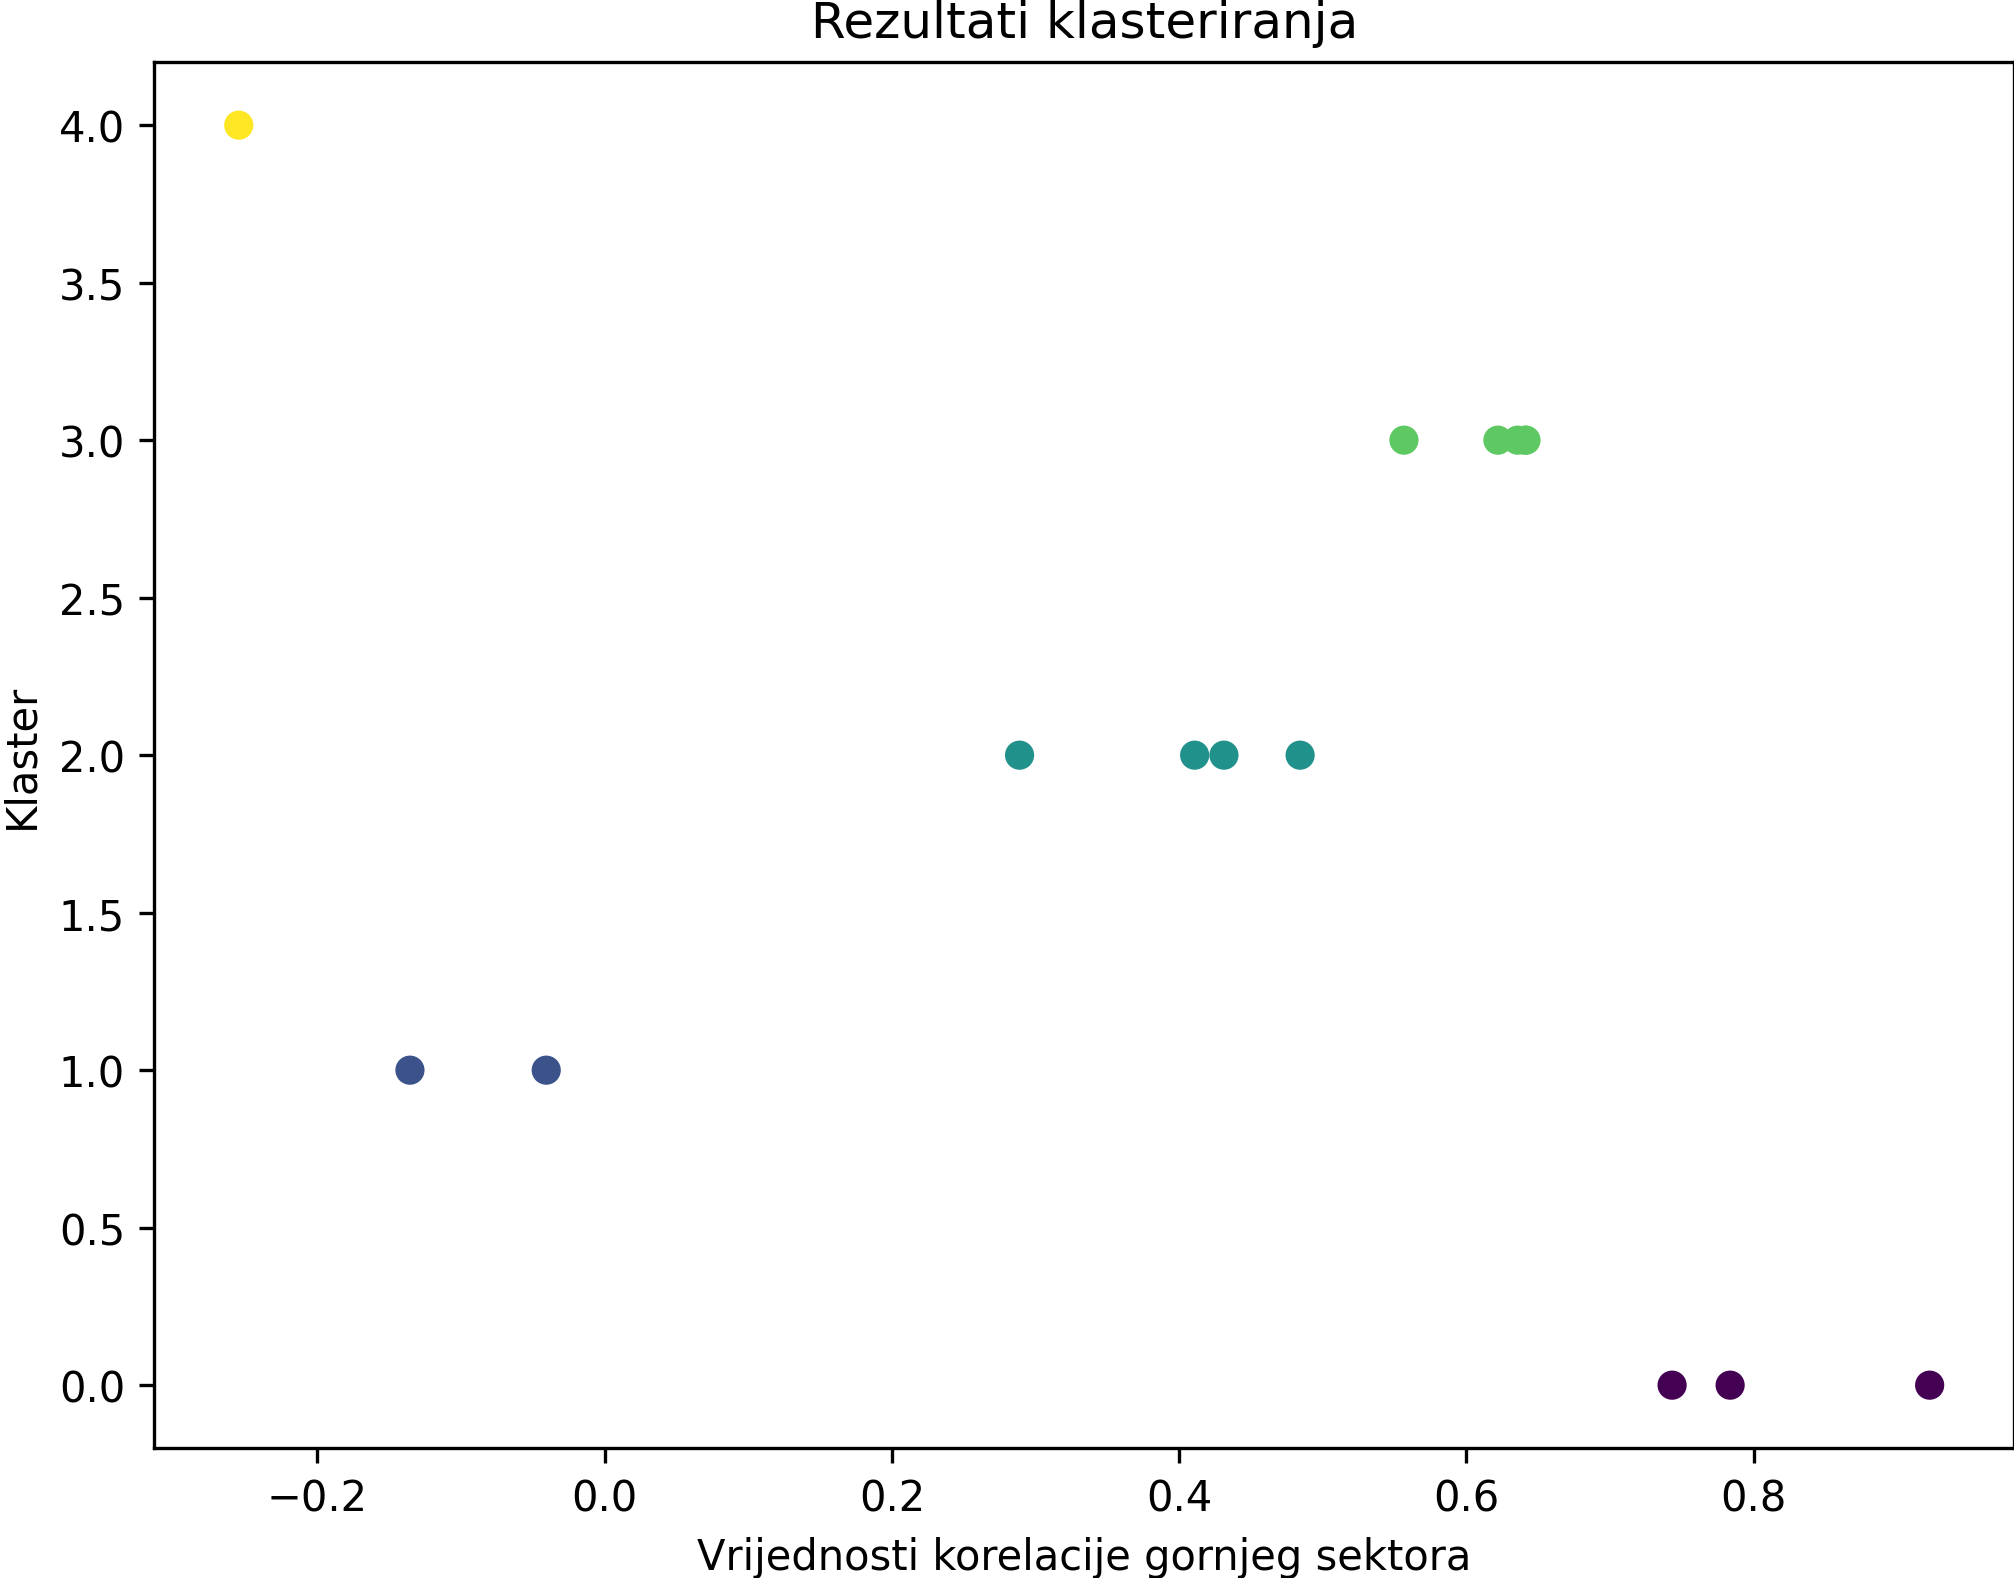 Rezultati klasteriranja
4.0
3.5
3.0
2.5
2.0
1.5
1.0
0.5
0.0
Klaster
−0.2 0.0 0.2 0.4 0.6 0.8
Vrijednosti korelacije gornjeg sektora